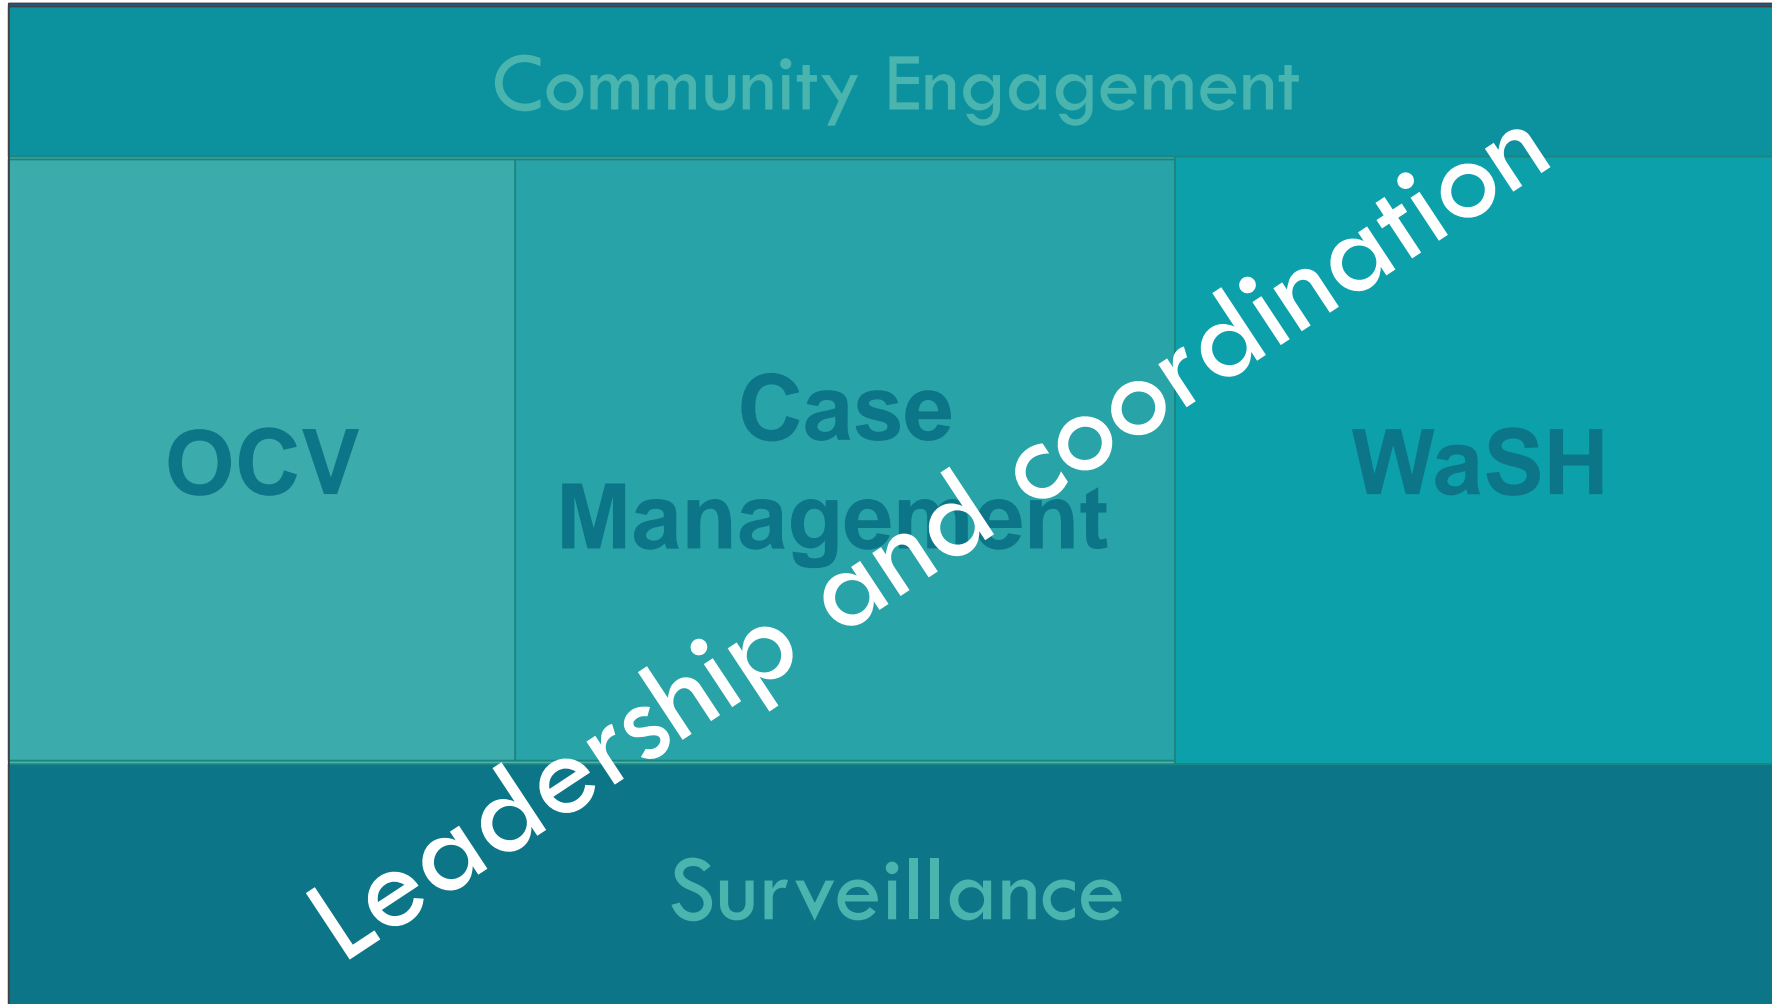 Community Engagement
OCV
Case
Management
WaSH
Leadership and coordination
Surveillance